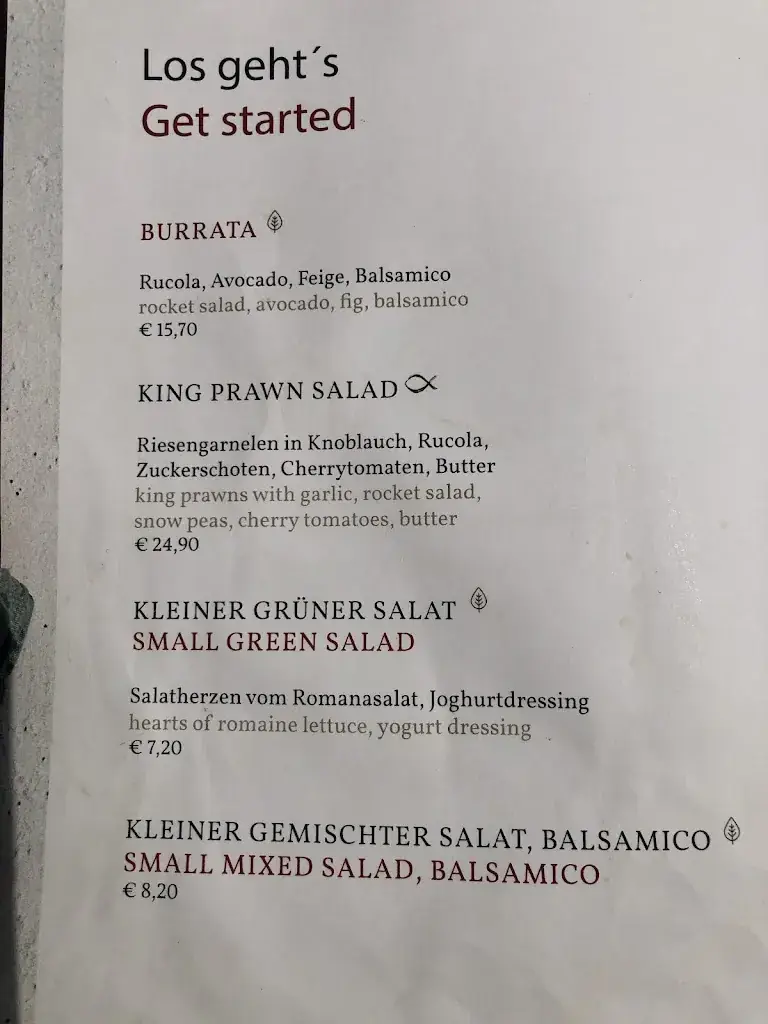 Los geht´s
Get started
BURRATA
Rucola, Avocado, Feige, Balsamico
rocket salad, avocado, fig, balsamico
€ 15,70
KING PRAWN SALAD
Riesengarnelen in Knoblauch, Rucola,
Zuckerschoten, Cherrytomaten, Butter
king prawns with garlic, rocket salad,
snow peas, cherry tomatoes, butter
€ 24,90
KLEINER GRÜNER SALAT
SMALL GREEN SALAD
Salatherzen vom Romanasalat, Joghurtdressing
hearts of romaine lettuce, yogurt dressing
€ 7,20
KLEINER GEMISCHTER SALAT, BALSAMICO
SMALL MIXED SALAD, BALSAMICO
€ 8,20